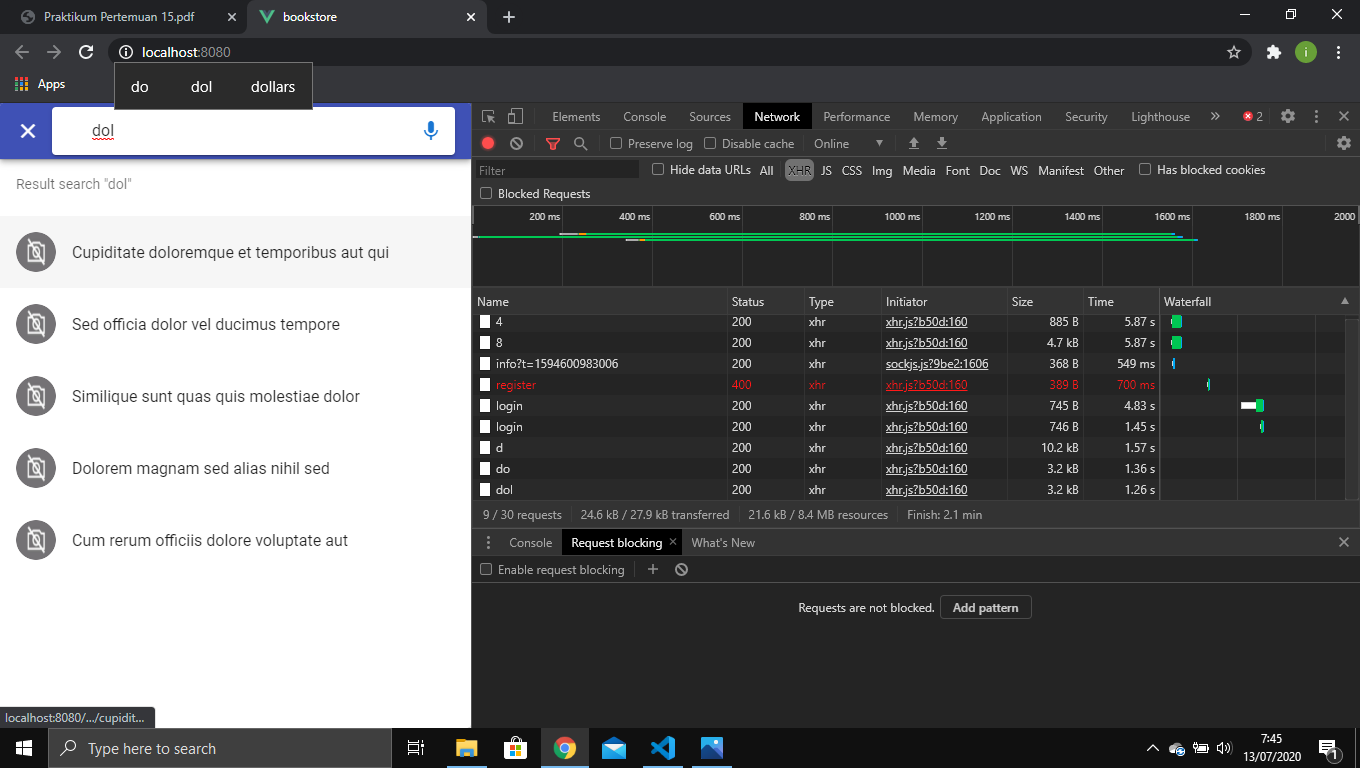 Praktikum Pertemuan 15.pdf
bookstore
localhost:8080
i
Apps
do dol dollars
dol
Result search "dol"
Cupiditate doloremque et temporibus aut qui
Sed officia dolor vel ducimus tempore
Similique sunt quas quis molestiae dolor
Dolorem magnam sed alias nihil sed
Cum rerum officiis dolore voluptate aut
localhost:8080/.../cupidit...
Elements Console Sources Network Performance Memory Application Security Lighthouse » 2
Preserve log Disable cache Online
Filter Hide data URLs All XHR JS CSS Img Media Font Doc WS Manifest Other Has blocked cookies
Blocked Requests
200 ms 400 ms 600 ms 800 ms 1000 ms 1200 ms 1400 ms 1600 ms 1800 ms 2000
Name Status Type Initiator Size Time Waterfall
4 200 xhr xhr.js?b50d:160 885 B 5.87 s
8 200 xhr xhr.js?b50d:160 4.7 kB 5.87 s
info?t=1594600983006 200 xhr sockjs.js?9be2:1606 368 B 549 ms
register 400 xhr xhr.js?b50d:160 389 B 700 ms
login 200 xhr xhr.js?b50d:160 745 B 4.83 s
login 200 xhr xhr.js?b50d:160 746 B 1.45 s
d 200 xhr xhr.js?b50d:160 10.2 kB 1.57 s
do 200 xhr xhr.js?b50d:160 3.2 kB 1.36 s
dol 200 xhr xhr.js?b50d:160 3.2 kB 1.26 s
9 / 30 requests 24.6 kB / 27.9 kB transferred 21.6 kB / 8.4 MB resources Finish: 2.1 min
Console Request blocking What's New
Enable request blocking
Requests are not blocked. Add pattern
Type here to search
7:45
13/07/2020
1